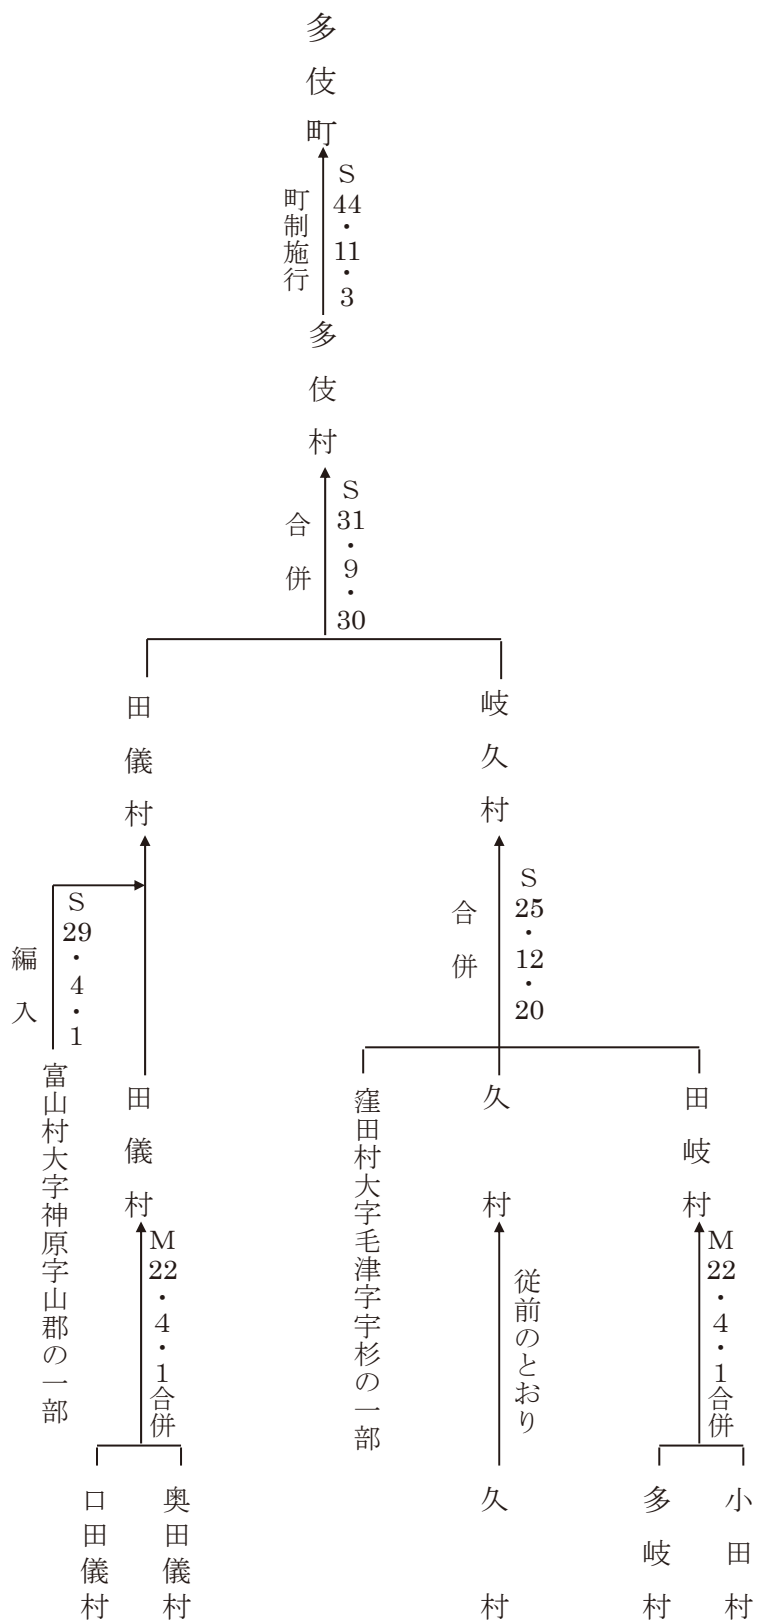 多伎町
町制施行
S44・11・3
多伎村
合併
S31・9・30
田儀村
岐久村
編入
S29・4・1
合併
S25・12・20
富山村大字神原字山郡の一部
田儀村
窪田村大字毛津字宇杉の一部
久村
田岐村
M22・4・1合併
従前のとおり
M22・4・1合併
口田儀村
奥田儀村
久村
多岐村
小田村